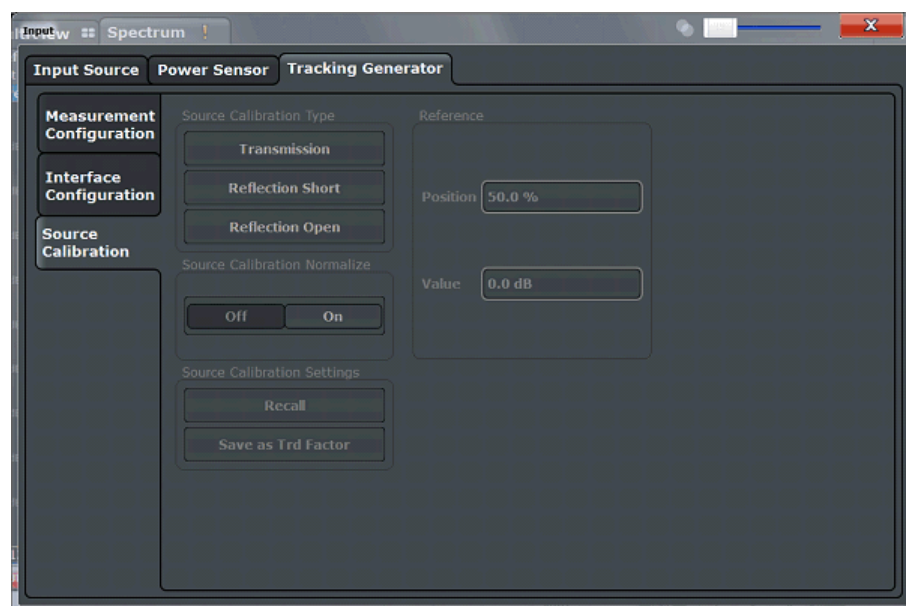 Input
Spectrum !
Input Source Power Sensor Tracking Generator
Measurement
Configuration
Interface
Configuration
Source
Calibration
Source Calibration Type
Transmission
Reflection Short
Reflection Open
Source Calibration Normalize
Off On
Source Calibration Settings
Recall
Save as Trd Factor
Reference
Position 50.0 %
Value 0.0 dB
X